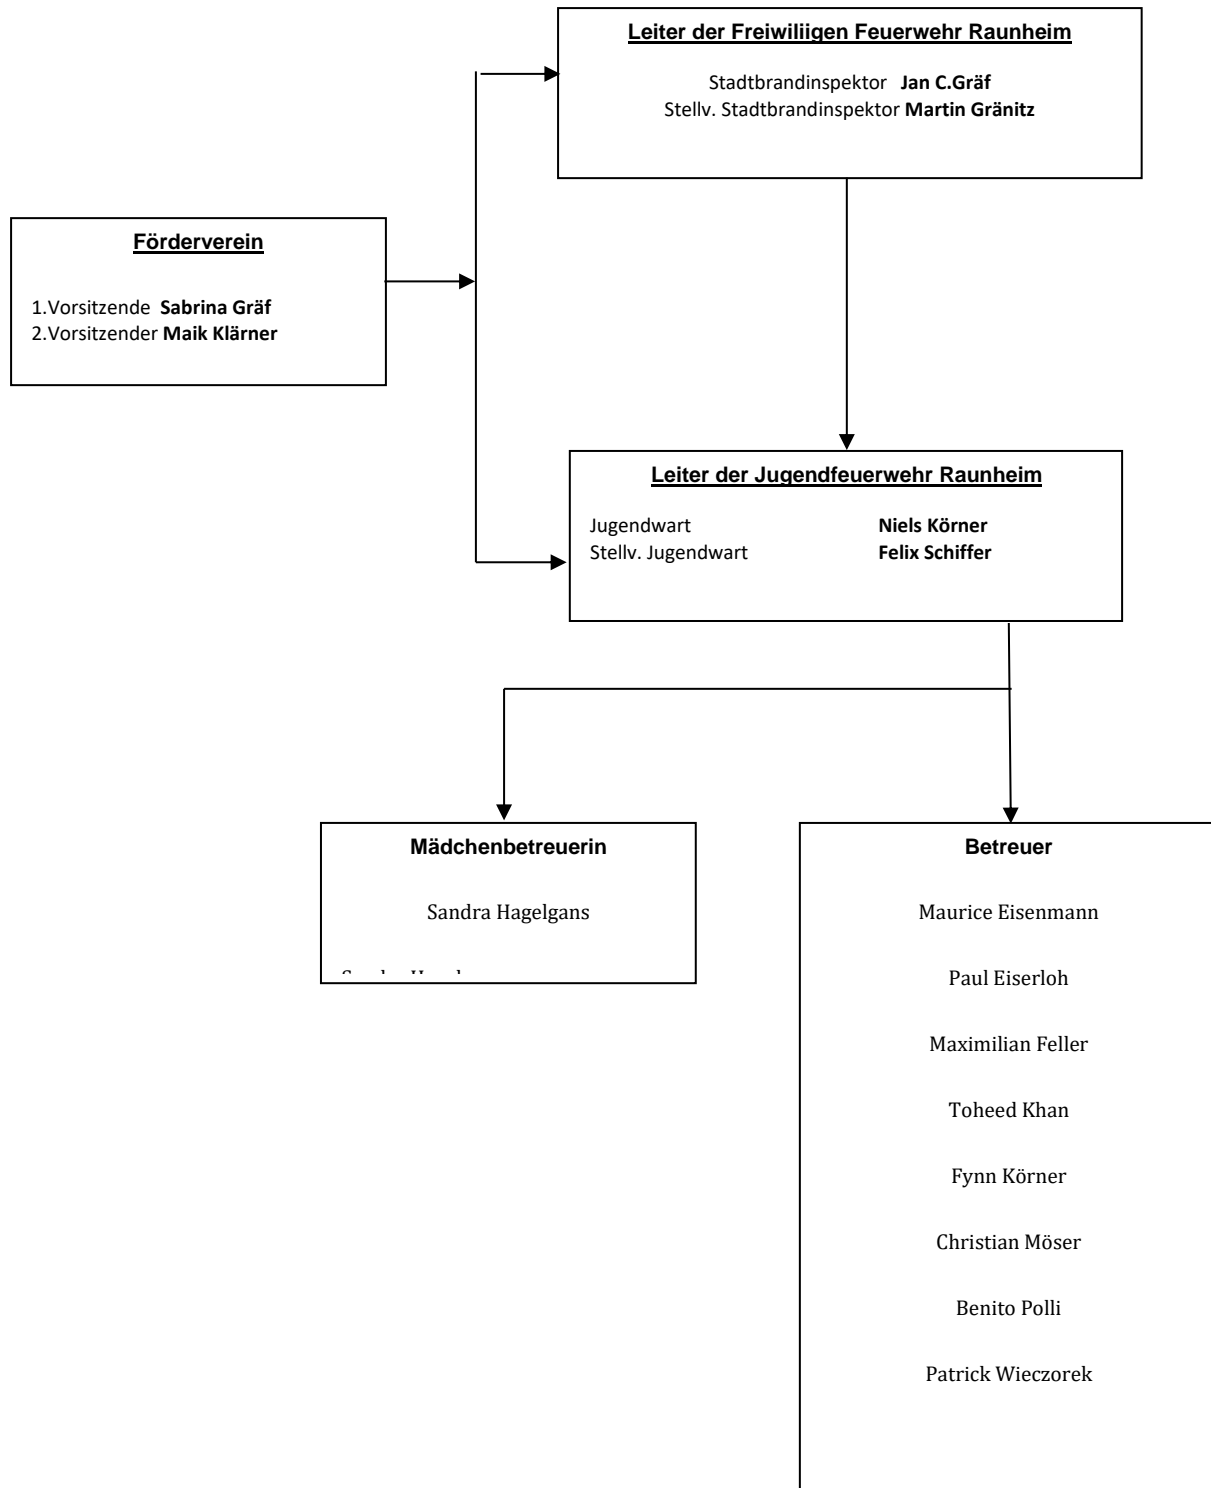 Leiter der Freiwiliigen Feuerwehr Raunheim
Stadtbrandinspektor Jan C.Gräf
Stellv. Stadtbrandinspektor Martin Gränitz
Förderverein
1.Vorsitzende Sabrina Gräf
2.Vorsitzender Maik Klärner
Leiter der Jugendfeuerwehr Raunheim
Jugendwart Niels Körner
Stellv. Jugendwart Felix Schiffer
Mädchenbetreuerin
Sandra Hagelgans
Betreuer
Maurice Eisenmann
Paul Eiserloh
Maximilian Feller
Toheed Khan
Fynn Körner
Christian Möser
Benito Polli
Patrick Wieczorek